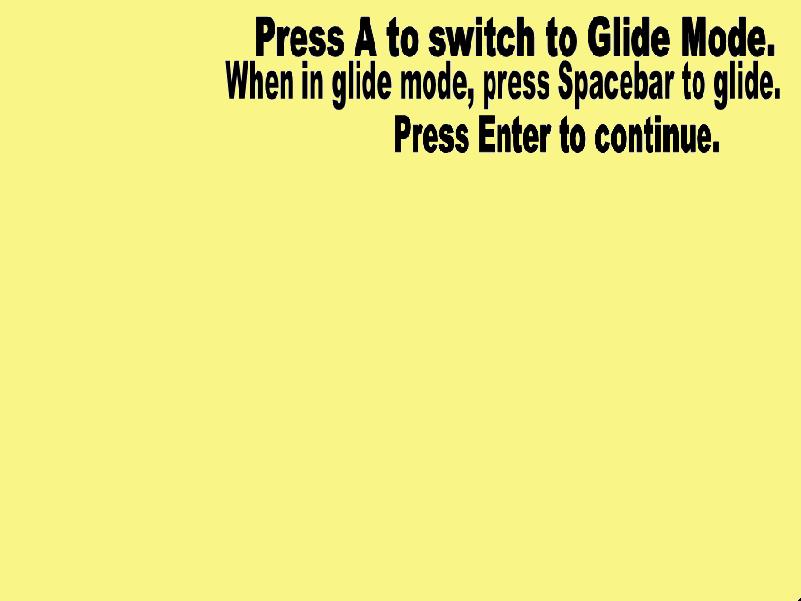 Press A to switch to Glide Mode.
When in glide mode, press Spacebar to glide.
Press Enter to continue.